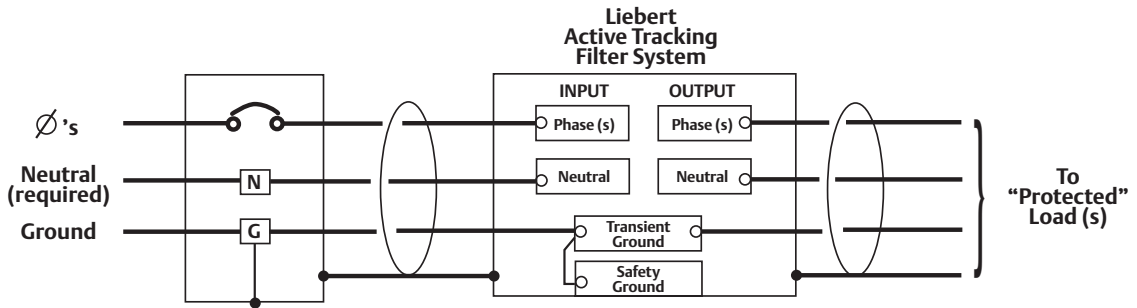 Liebert
Active Tracking
Filter System
INPUT
OUTPUT
Ø 's
Phase (s)
Phase (s)
Neutral
(required)
N
Neutral
Neutral
To
“Protected”
Load (s)
Ground
G
Transient
Ground
Safety
Ground